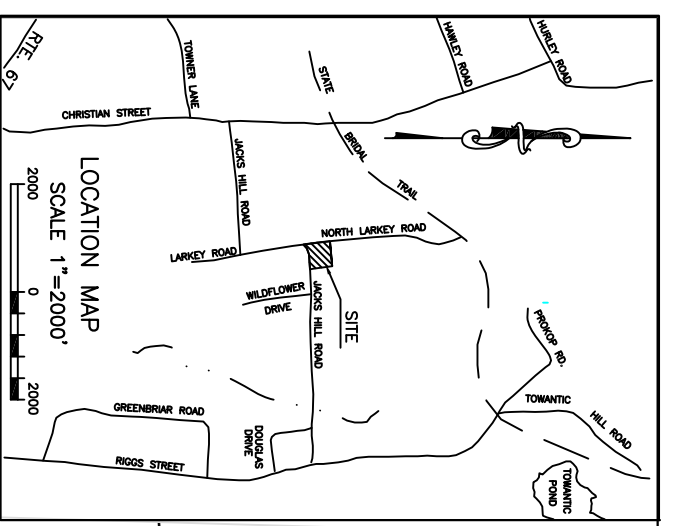 HURLEY ROAD
HAWLEY ROAD
STATE
BRIDAL
TRAIL
TOWNER LANE
RTE. 67
CHRISTIAN STREET
JACKS HILL ROAD
NORTH LARKEY ROAD
LARKEY ROAD
WILDFLOWER
DRIVE
JACKS HILL ROAD
SITE
PROKOP RD.
TOWANTIC
HILL ROAD
TOWANTIC
POND
GREENBRIAR ROAD
DOUGLAS
DRIVE
RIGGS STREET
LOCATION MAP
SCALE 1"=2000'
2000
0
2000